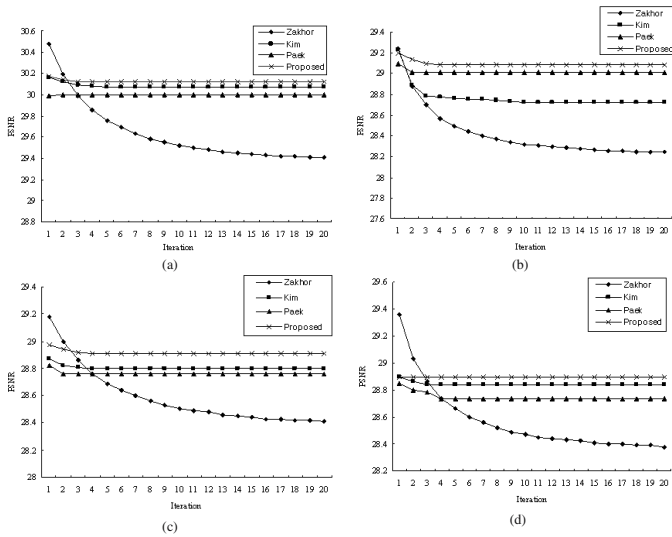 30.6
30.4
30.2
30
29.8
29.6
29.4
29.2
29
28.8
PSNR
1 2 3 4 5 6 7 8 9 10 11 12 13 14 15 16 17 18 19 20
Iteration
Zakhor
Kim
Paek
Proposed
(a)
29.4
29.2
29
28.8
28.6
28.4
28.2
28
27.8
27.6
PSNR
1 2 3 4 5 6 7 8 9 10 11 12 13 14 15 16 17 18 19 20
Iteration
Zakhor
Kim
Paek
Proposed
(b)
29.4
29.2
29
28.8
28.6
28.4
28.2
28
PSNR
1 2 3 4 5 6 7 8 9 10 11 12 13 14 15 16 17 18 19 20
Iteration
Zakhor
Kim
Paek
Proposed
(c)
29.6
29.4
29.2
29
28.8
28.6
28.4
28.2
PSNR
1 2 3 4 5 6 7 8 9 10 11 12 13 14 15 16 17 18 19 20
Iteration
Zakhor
Kim
Paek
Proposed
(d)